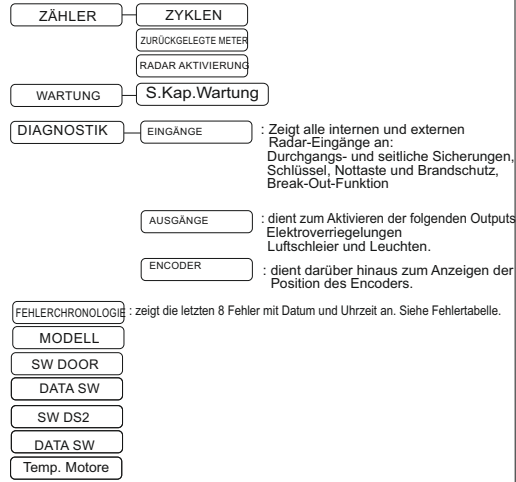 ZÄHLER
ZYKLEN
ZURÜCKGELEGTE METER
RADAR AKTIVIERUNG
WARTUNG
S.Kap.Wartung
DIAGNOSTIK
EINGÄNGE
: Zeigt alle internen und externen
Radar-Eingänge an:
Durchgangs- und seitliche Sicherungen,
Schlüssel, Nottaste und Brandschutz,
Break-Out-Funktion
AUSGÄNGE
: dient zum Aktivieren der folgenden Outputs
Elektroverriegelungen
Luftschleier und Leuchten.
ENCODER
: dient darüber hinaus zum Anzeigen der
Position des Encoders.
FEHLERCHRONOLOGIE : zeigt die letzten 8 Fehler mit Datum und Uhrzeit an. Siehe Fehlertabelle.
MODELL
SW DOOR
DATA SW
SW DS2
DATA SW
Temp. Motore